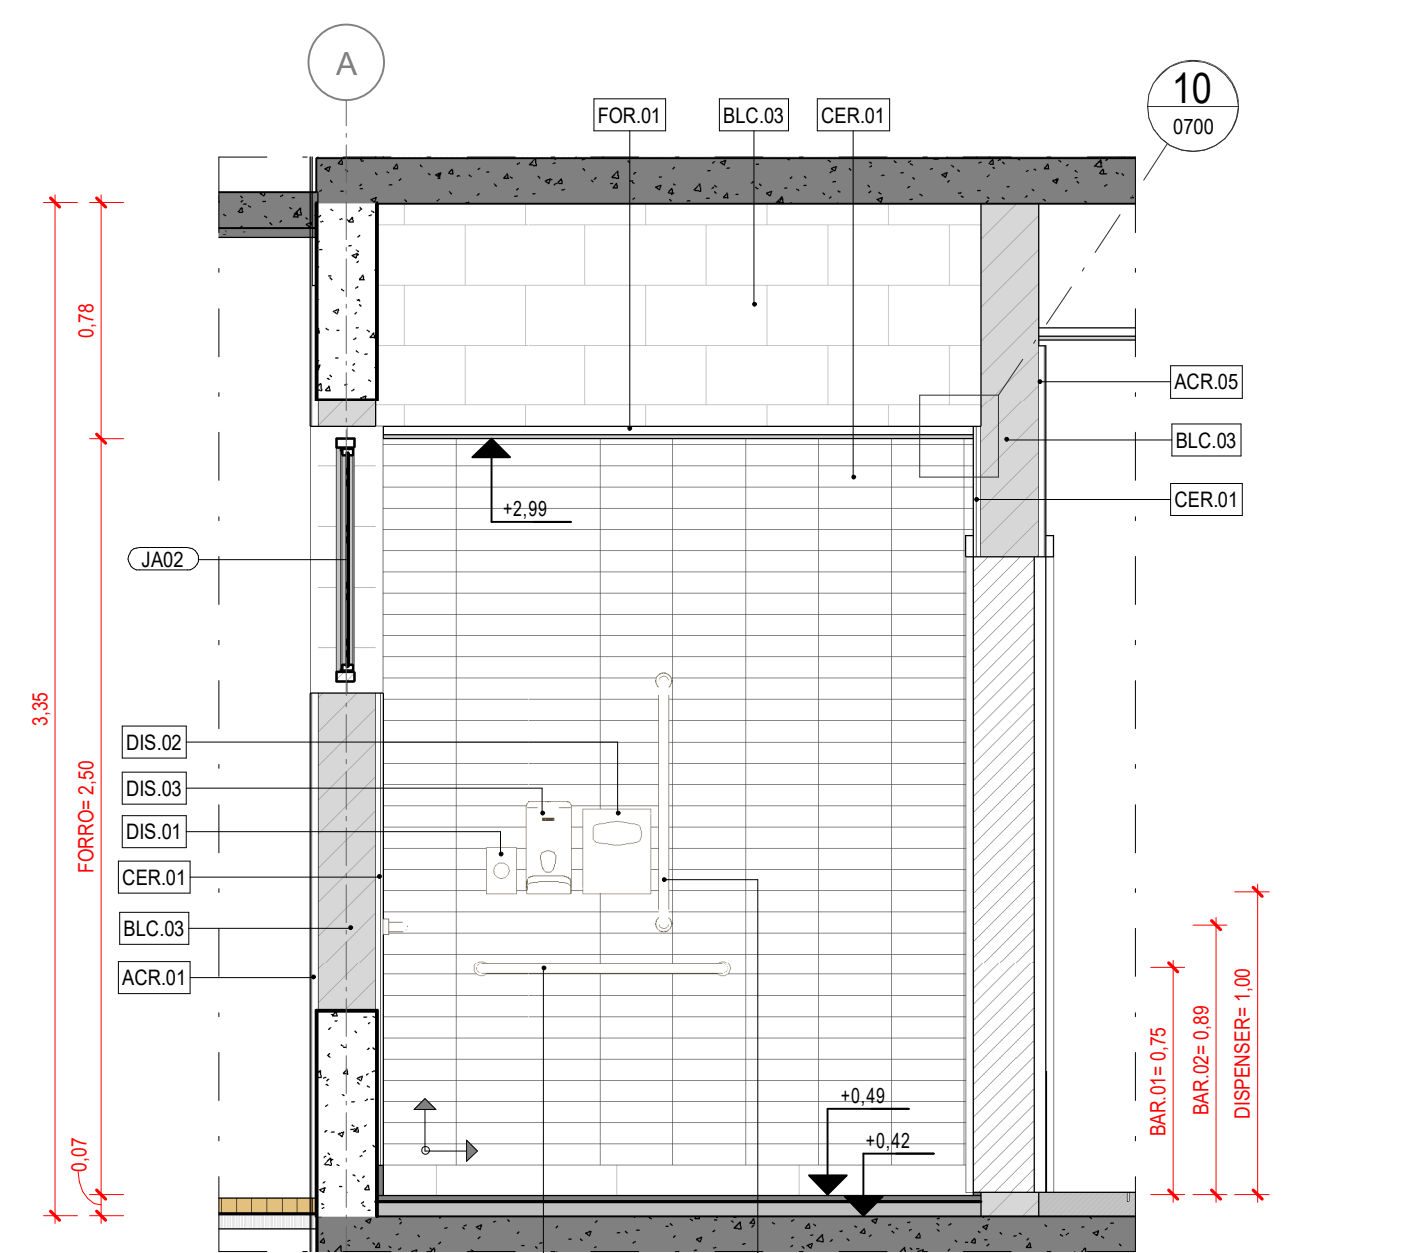 A
10
0700
FOR.01
BLC.03
CER.01
0,78
ACR.05
BLC.03
CER.01
+2,99
JA02
3,35
FORRO= 2,50
DIS.02
DIS.03
DIS.01
CER.01
BLC.03
ACR.01
BAR.01= 0,75
BAR.02= 0,89
DISPENSER= 1,00
+0,49
+0,42
0,07